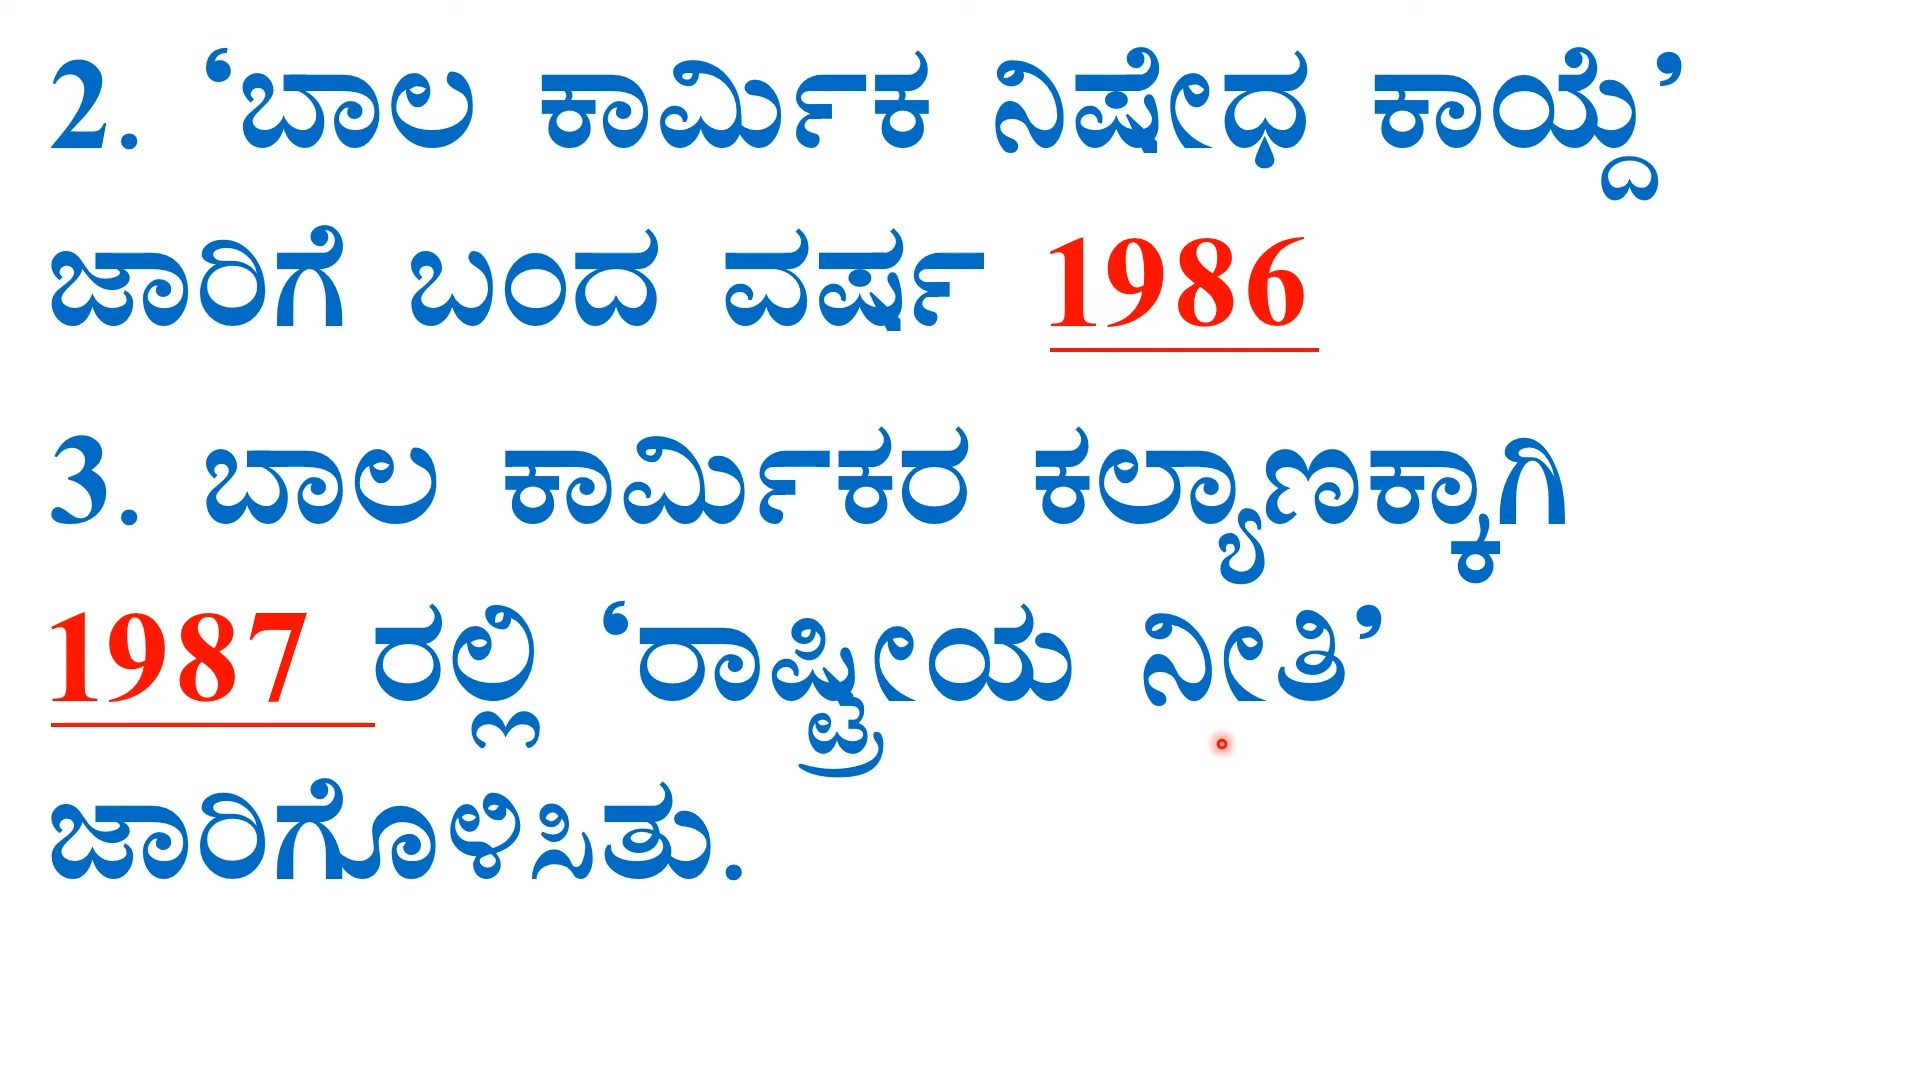 2. ‘ಬಾಲ ಕಾರ್ಮಿಕ ನಿಷೇಧ ಕಾಯ್ದೆ’
ಜಾರಿಗೆ ಬಂದ ವರ್ಷ 1986
3. ಬಾಲ ಕಾರ್ಮಿಕರ ಕಲ್ಯಾಣಕ್ಕಾಗಿ
1987 ರಲ್ಲಿ ‘ರಾಷ್ಟ್ರೀಯ ನೀತಿ’
ಜಾರಿಗೊಳಿಸಿತು.